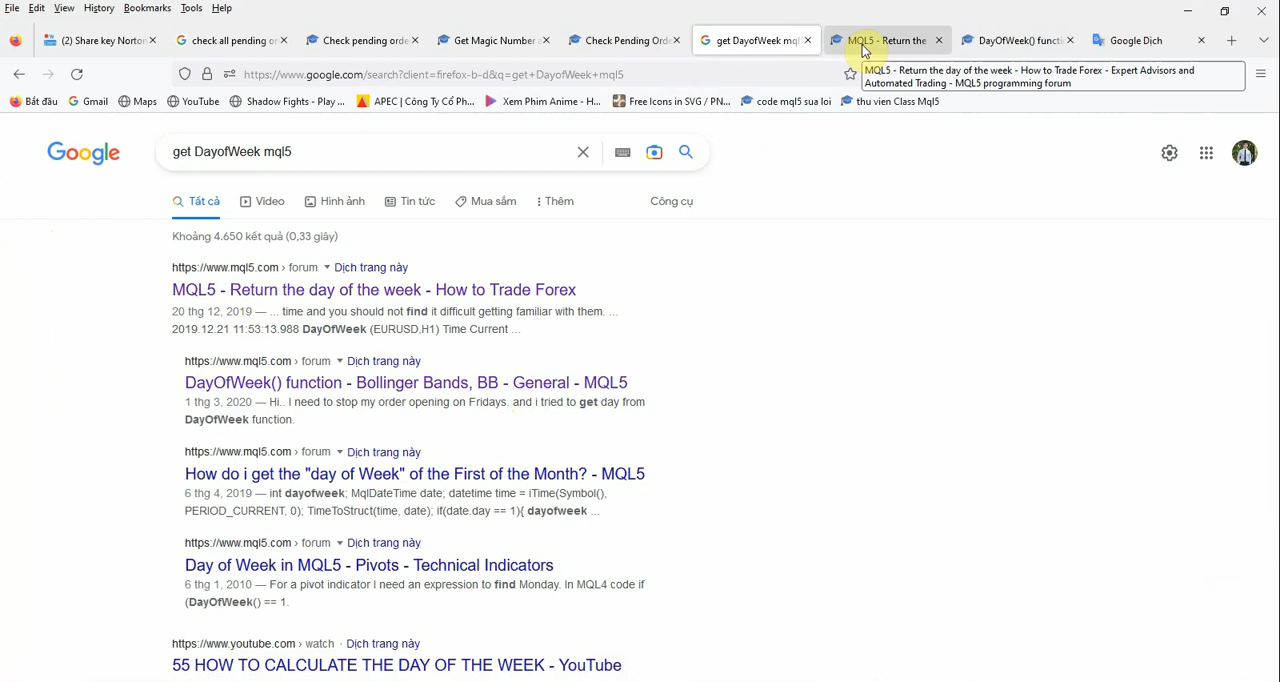 File Edit View History Bookmarks Tools Help
(2) Share key Norton
check all pending or
Check pending order
Get Magic Number a
Check Pending Ord
get DayofWeek mql
MQL5 - Return the
DayOfWeek() functi
Google Dịch
https://www.google.com/search?client=firefox-b-d&q=get+DayofWeek+mql5
MQL5 - Return the day of the week - How to Trade Forex - Expert Advisors and
Automated Trading - MQL5 programming forum
Bắt đầu Gmail Maps YouTube Shadow Fights - Play ... APEC | Công Ty Cổ Ph... Xem Phim Anime - H... Free Icons in SVG / PN... code mql5 sua loi thu vien Class Mql5
Google
get DayofWeek mql5
Tất cả Video Hình ảnh Tin tức Mua sắm Thêm Công cụ
Khoảng 4.650 kết quả (0,33 giây)
https://www.mql5.com › forum Dịch trang này
MQL5 - Return the day of the week - How to Trade Forex
20 thg 12, 2019 — ... time and you should not find it difficult getting familiar with them. ...
2019.12.21 11:53:13.988 DayOfWeek (EURUSD,H1) Time Current ...
https://www.mql5.com › forum Dịch trang này
DayOfWeek() function - Bollinger Bands, BB - General - MQL5
1 thg 3, 2020 — Hi.. I need to stop my order opening on Fridays. and i tried to get day from
DayOfWeek function.
https://www.mql5.com › forum Dịch trang này
How do i get the "day of Week" of the First of the Month? - MQL5
6 thg 4, 2019 — int dayofweek; MqlDateTime date; datetime time = iTime(Symbol(),
PERIOD_CURRENT, 0); TimeToStruct(time, date); if(date.day == 1){ dayofweek ...
https://www.mql5.com › forum Dịch trang này
Day of Week in MQL5 - Pivots - Technical Indicators
6 thg 1, 2010 — For a pivot indicator I need an expression to find Monday. In MQL4 code if
(DayOfWeek() == 1.
https://www.youtube.com › watch · Dịch trang này
55 HOW TO CALCULATE THE DAY OF THE WEEK - YouTube